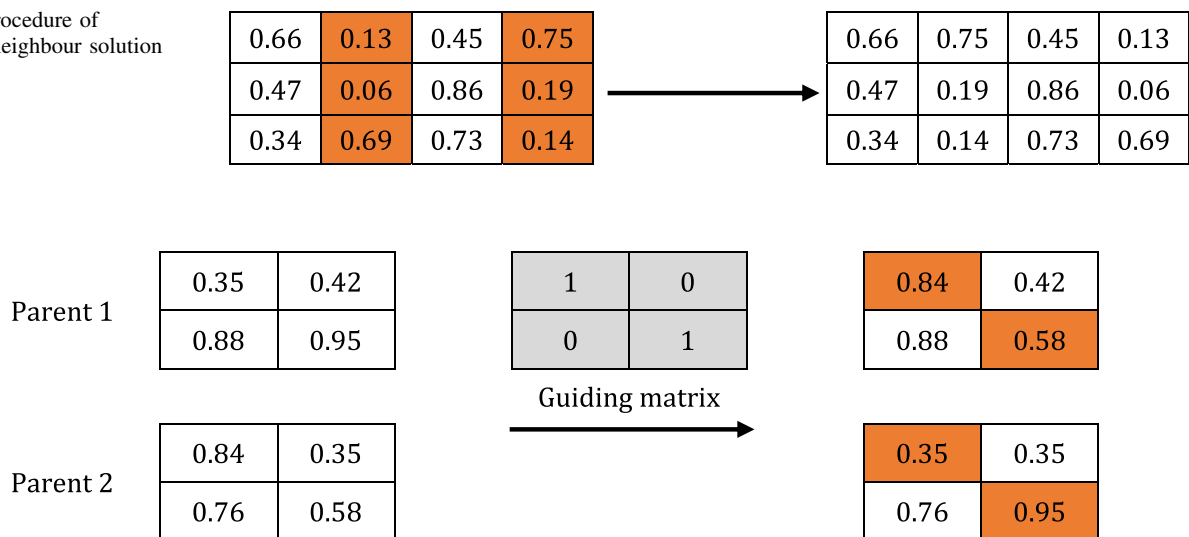 rocedure of
eighbour solution
0.66 0.13 0.45 0.75
0.47 0.06 0.86 0.19
0.34 0.69 0.73 0.14
0.66 0.75 0.45 0.13
0.47 0.19 0.86 0.06
0.34 0.14 0.73 0.69
Parent 1
0.35 0.42
0.88 0.95
1 0
0 1
Guiding matrix
0.84 0.42
0.88 0.58
Parent 2
0.84 0.35
0.76 0.58
0.35 0.35
0.76 0.95